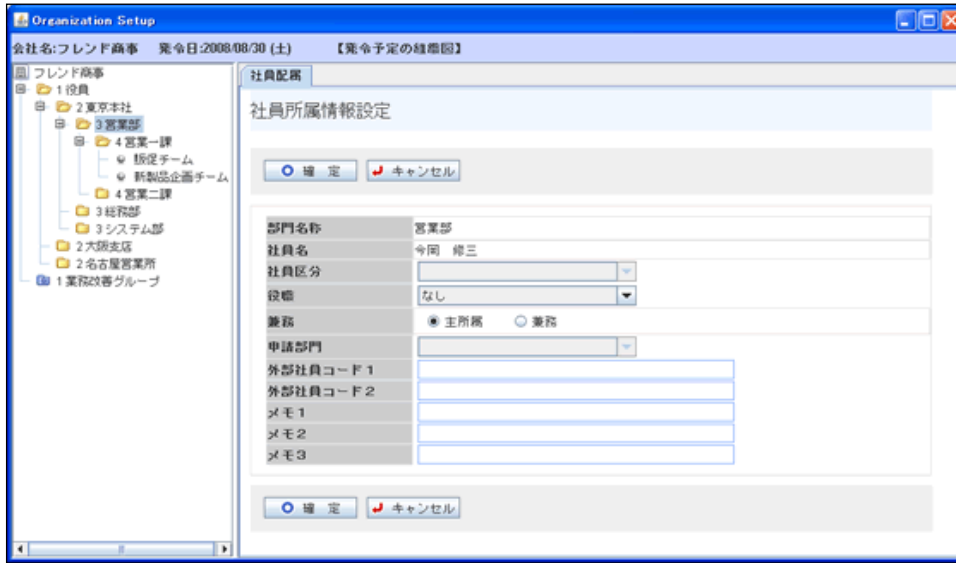 Organization Setup
会社名:フレンド商事 発令日:2008/08/30 (土) 【発令予定の組織図】
フレンド商事
1 役員
2 東京本社
3 営業部
4 営業一課
販促チーム
新製品企画チーム
4 営業二課
3 総務部
3 システム部
2 大阪支店
2 名古屋営業所
1 業務改善グループ
社員配属
社員所属情報設定
確 定 キャンセル
部門名称 営業部
社員名 今岡 修三
社員区分
役職 なし
兼務 主所属 兼務
申請部門
外部社員コード1
外部社員コード2
メモ1
メモ2
メモ3
確 定 キャンセル